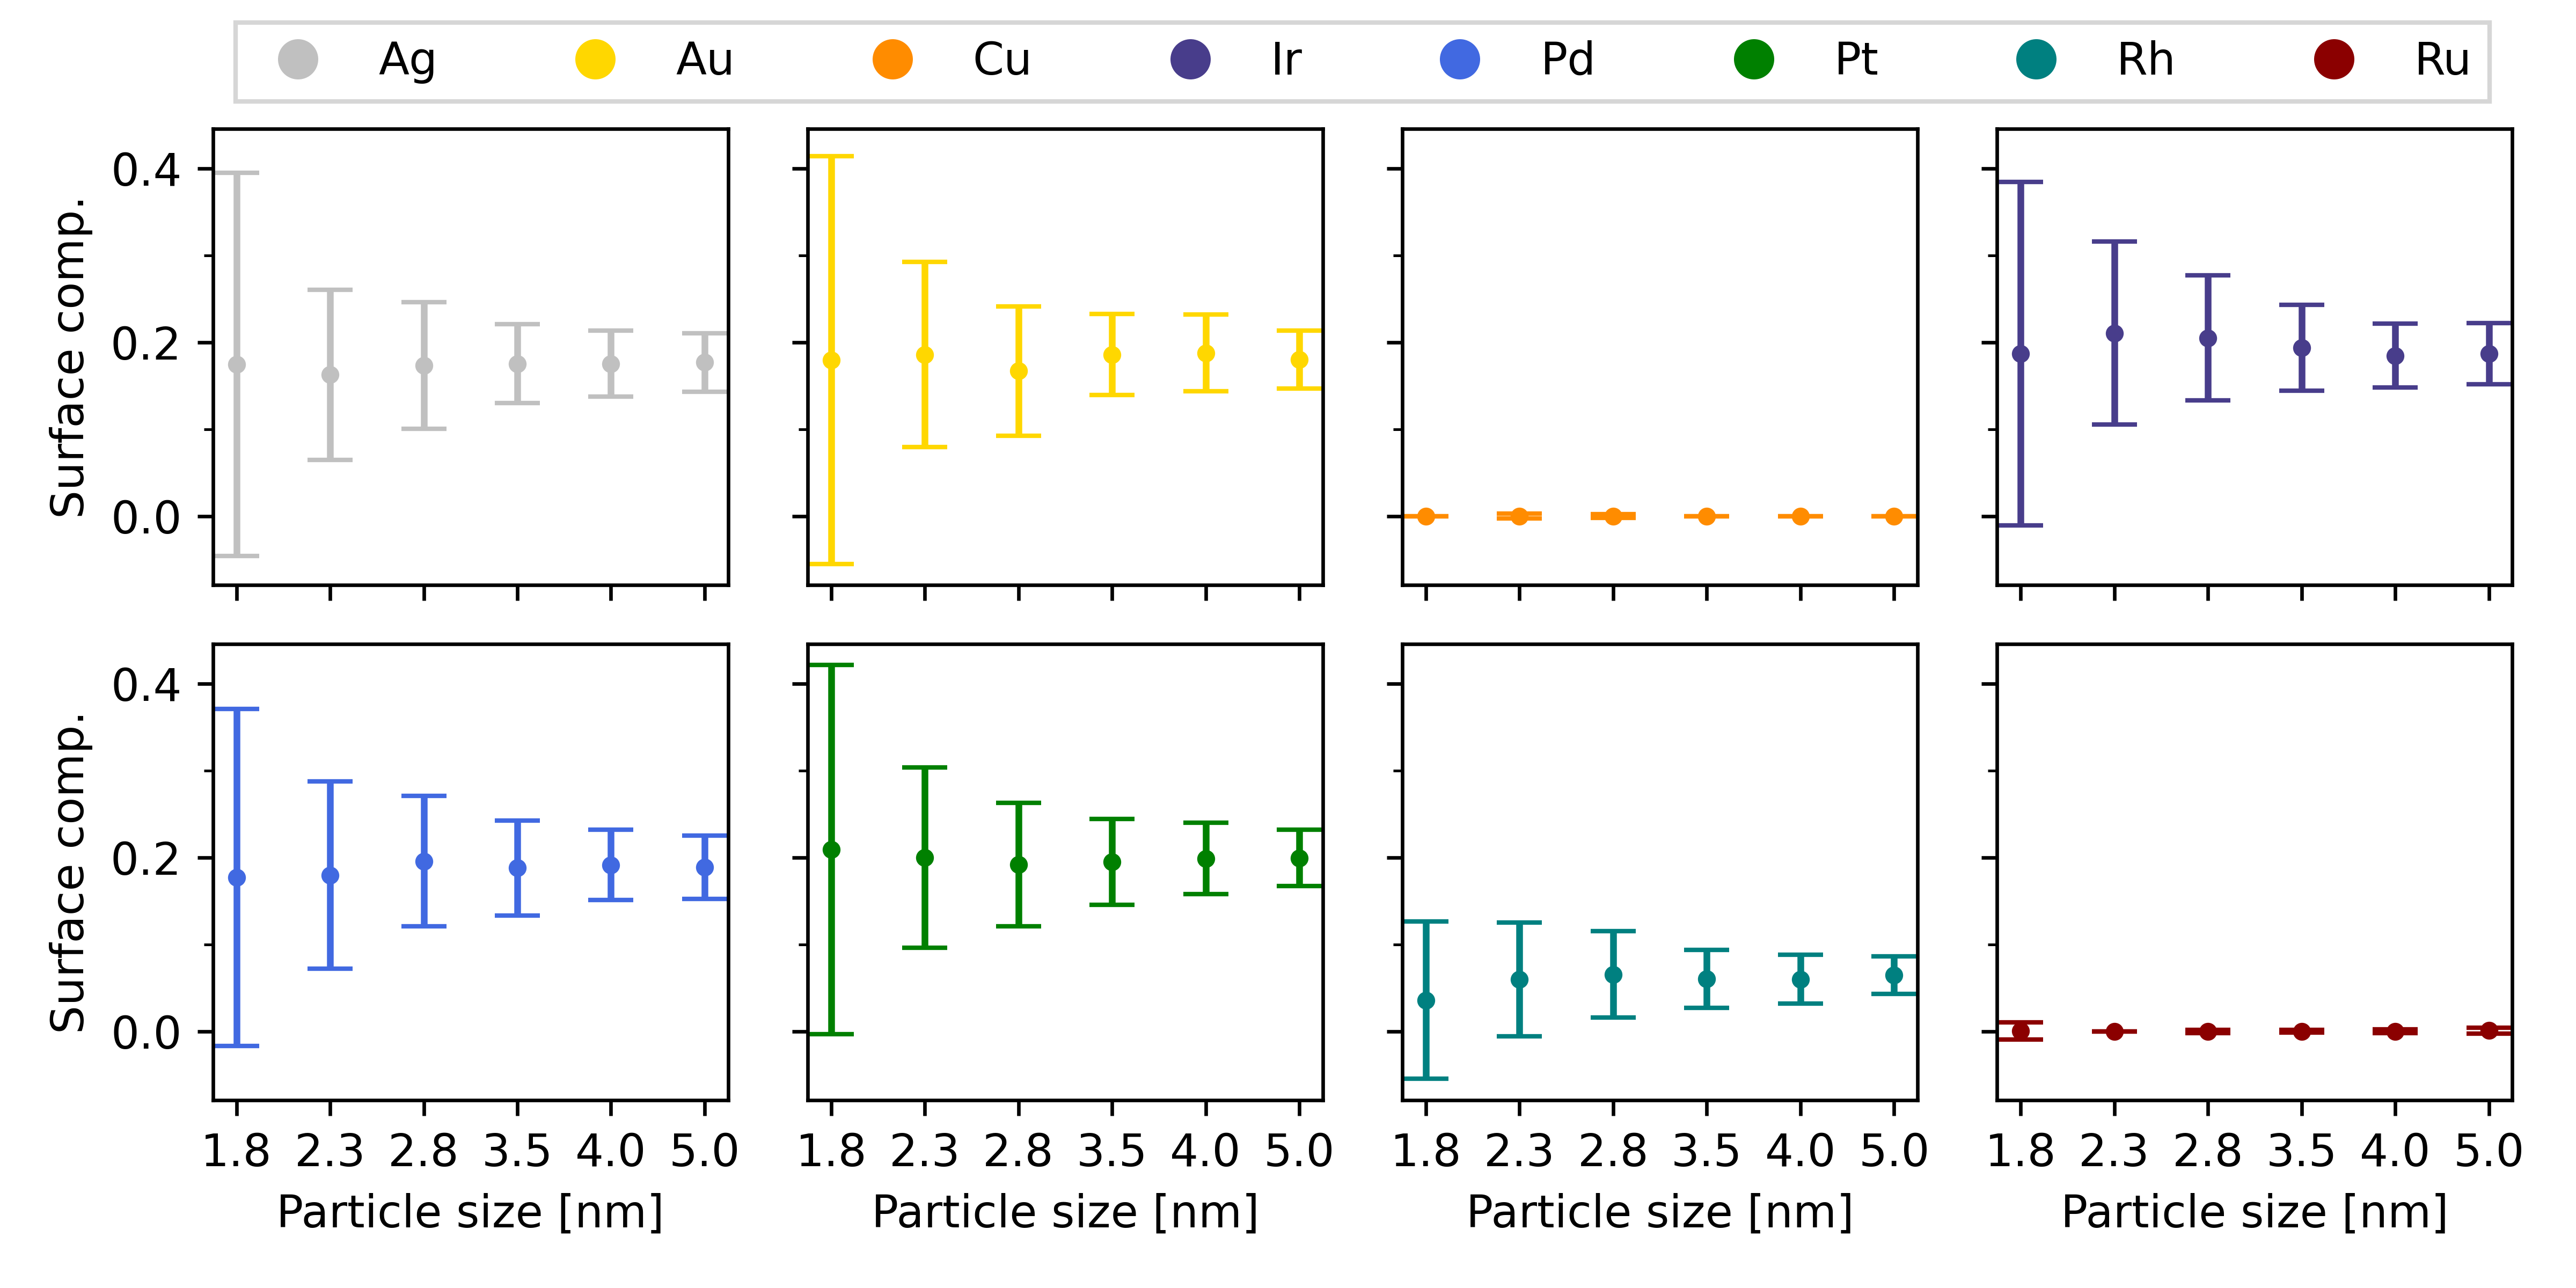 Ag Au Cu Ir Pd Pt Rh Ru
0.4
0.2
0.0
Surface comp.
0.4
0.2
0.0
Surface comp.
1.8 2.3 2.8 3.5 4.0 5.0 1.8 2.3 2.8 3.5 4.0 5.0 1.8 2.3 2.8 3.5 4.0 5.0 1.8 2.3 2.8 3.5 4.0 5.0
Particle size [nm] Particle size [nm] Particle size [nm] Particle size [nm]